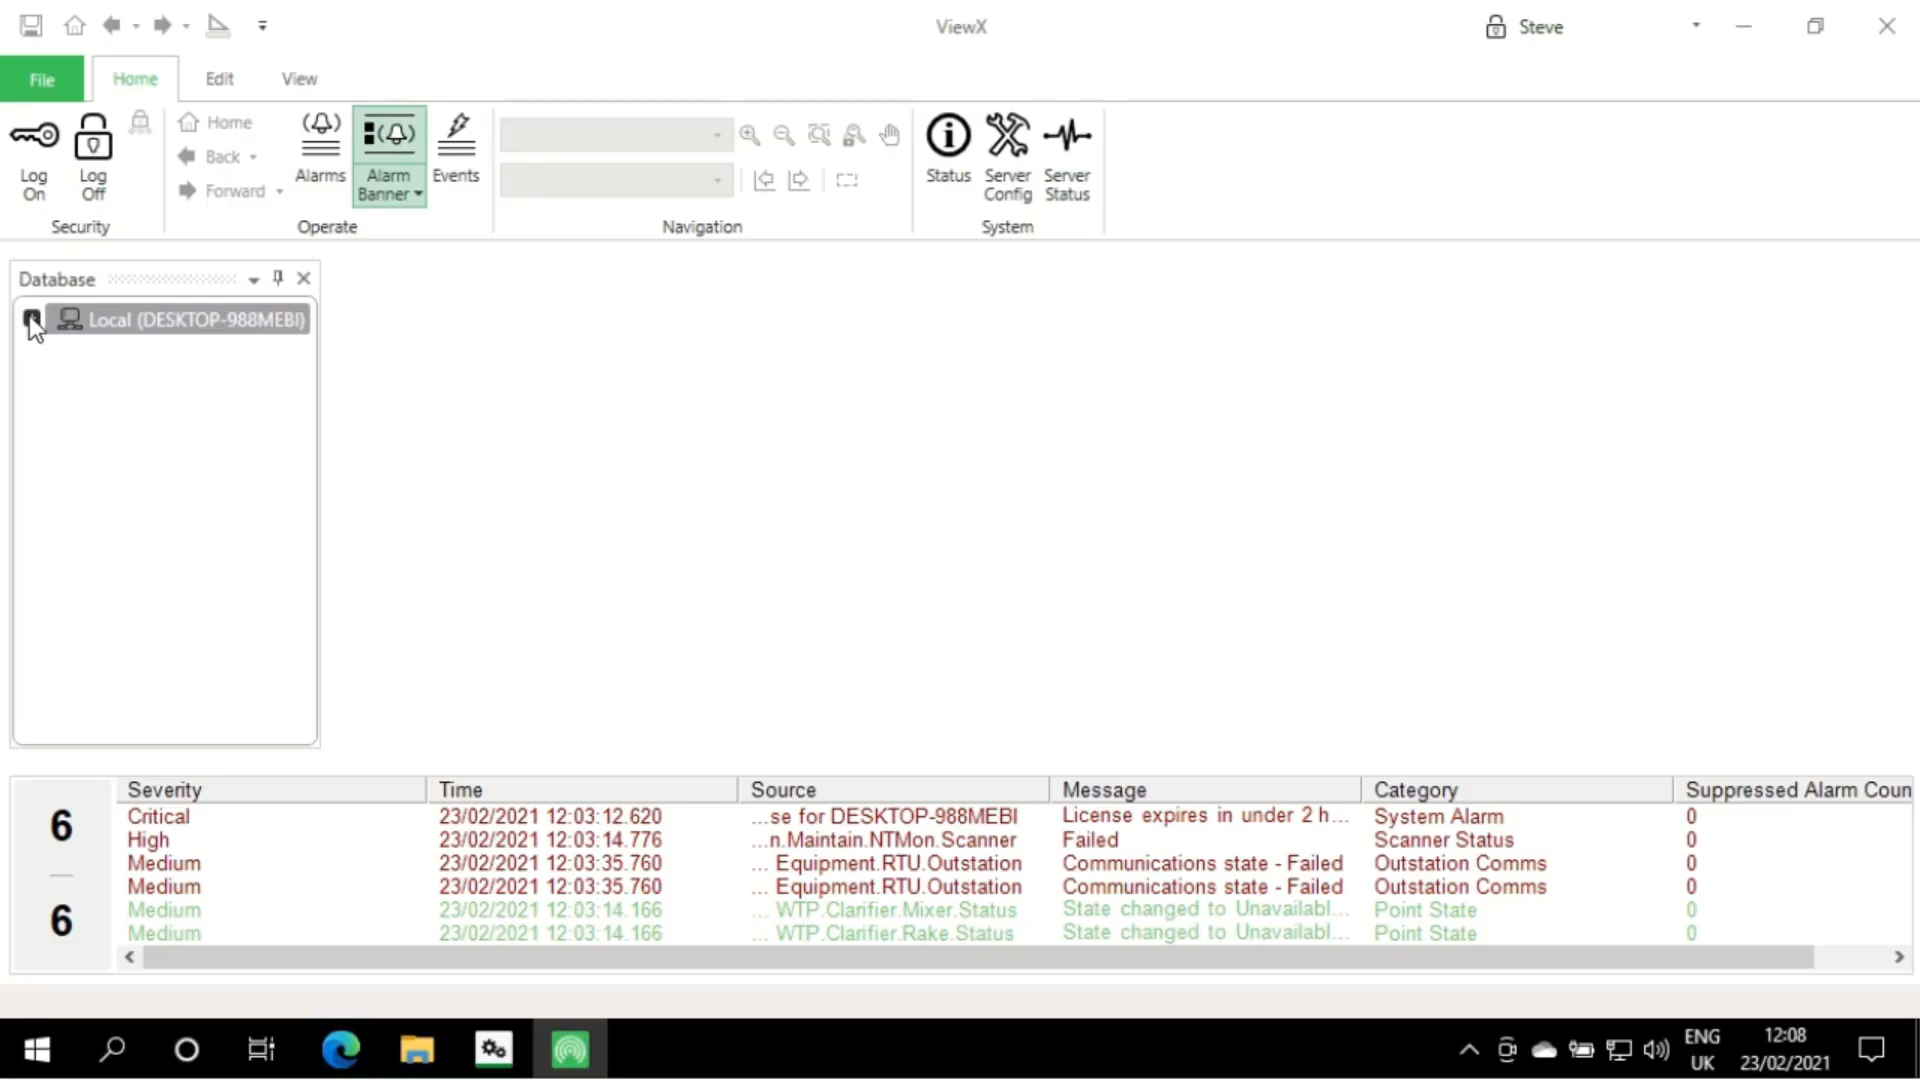 ViewX
Steve
File Home Edit View
Log On
Log Off
Security
Home
Back
Forward
Alarms
Alarm Banner
Events
Operate
Navigation
Status
Server Config
Server Status
System
Database
Local (DESKTOP-988MEBI)
6
6
Severity Time Source Message Category Suppressed Alarm Coun
Critical 23/02/2021 12:03:12.620 ...se for DESKTOP-988MEBI License expires in under 2 h... System Alarm 0
High 23/02/2021 12:03:14.776 ...n.Maintain.NTMon.Scanner Failed Scanner Status 0
Medium 23/02/2021 12:03:35.760 ... Equipment.RTU.Outstation Communications state - Failed Outstation Comms 0
Medium 23/02/2021 12:03:35.760 ... Equipment.RTU.Outstation Communications state - Failed Outstation Comms 0
Medium 23/02/2021 12:03:14.166 ... WTP.Clarifier.Mixer.Status State changed to Unavailabl... Point State 0
Medium 23/02/2021 12:03:14.166 ... WTP.Clarifier.Rake.Status State changed to Unavailabl... Point State 0
ENG
UK
12:08
23/02/2021